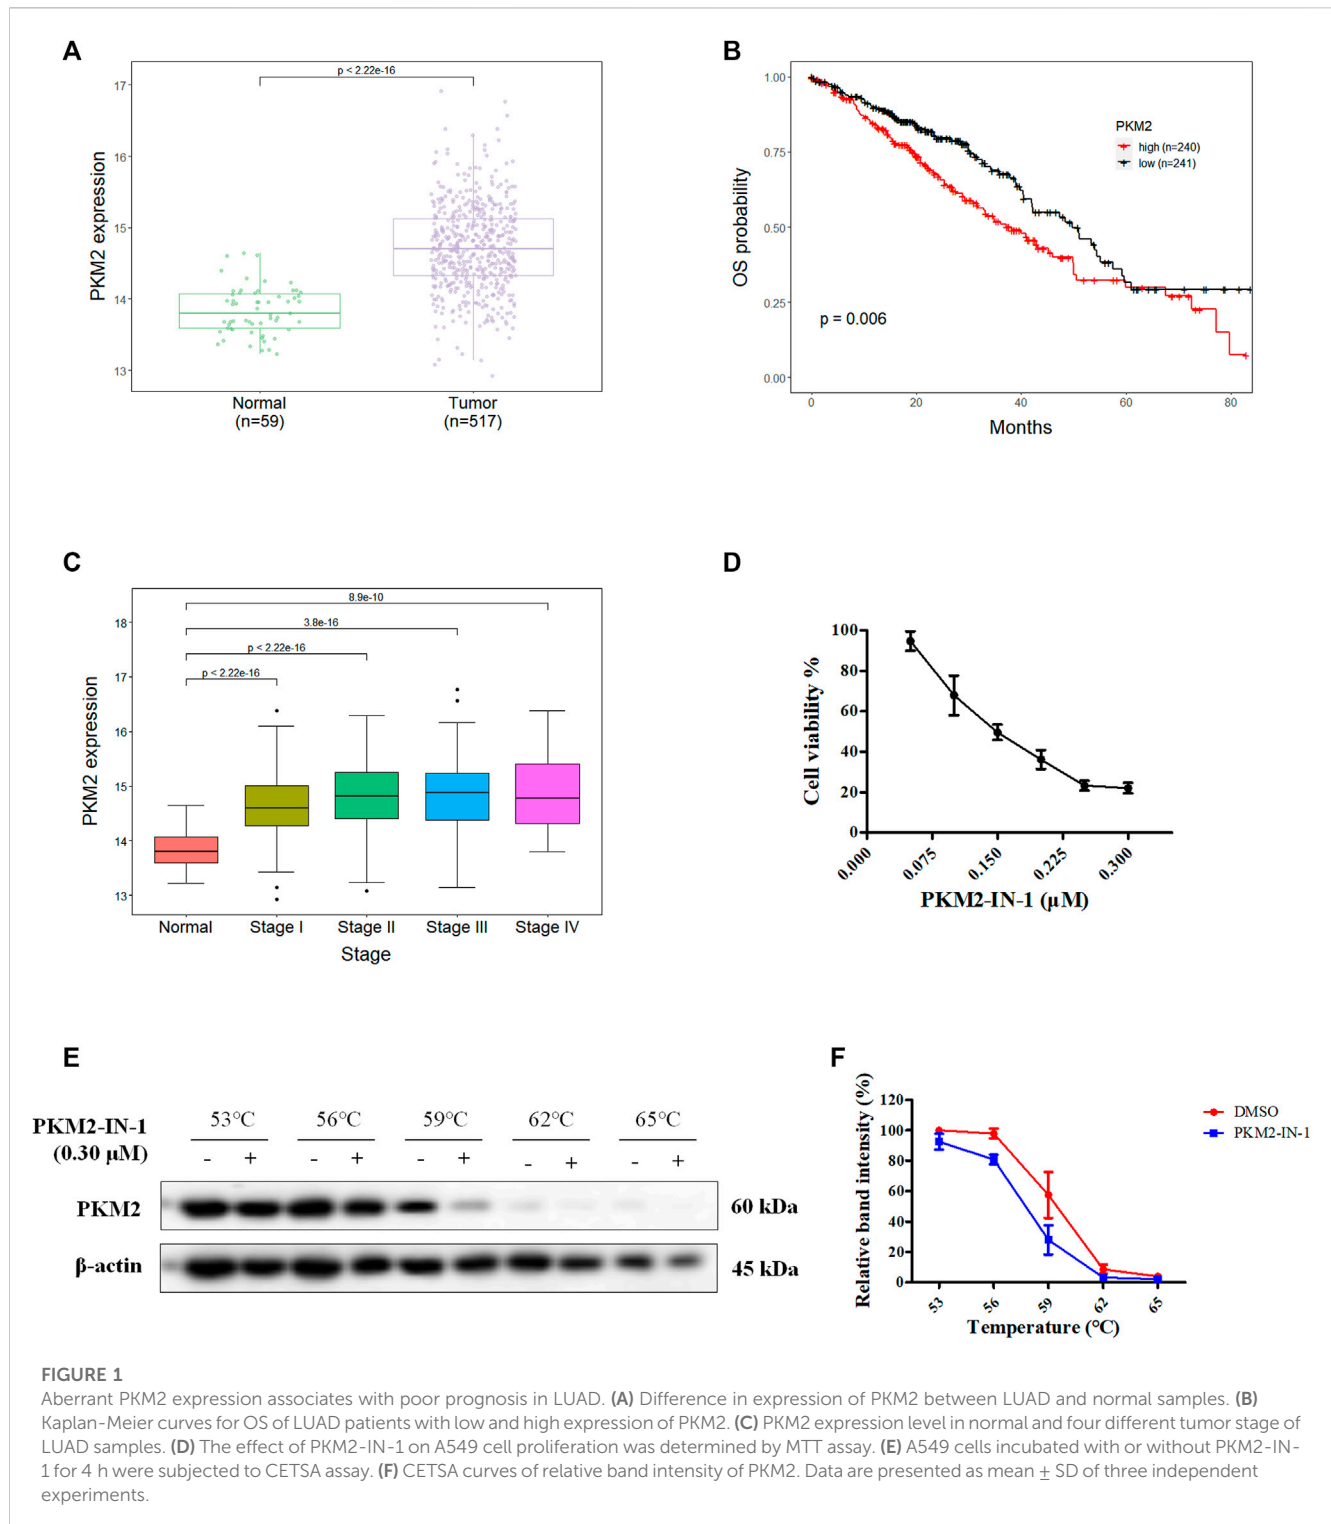 A
p < 2.22e-16
17
16
15
14
13
PKM2 expression
Normal
(n=59)
Tumor
(n=517)
B
1.00
0.75
0.50
0.25
0.00
OS probability
PKM2
high (n=240)
low (n=241)
p = 0.006
0 20 40 60 80
Months
C
8.9e-10
3.8e-16
p < 2.22e-16
p < 2.22e-16
18
17
16
15
14
13
PKM2 expression
Normal Stage I Stage II Stage III Stage IV
Stage
D
100
80
60
40
20
0
Cell viability %
0.000 0.075 0.150 0.225 0.300
PKM2-IN-1 (µM)
E
PKM2-IN-1
(0.30 µM)
53°C 56°C 59°C 62°C 65°C
- + - + - + - + - +
PKM2
60 kDa
β-actin
45 kDa
F
120
100
80
60
40
20
0
Relative band intensity (%)
53 56 59 62 65
Temperature (°C)
DMSO
PKM2-IN-1
FIGURE 1
Aberrant PKM2 expression associates with poor prognosis in LUAD. (A) Difference in expression of PKM2 between LUAD and normal samples. (B)
Kaplan-Meier curves for OS of LUAD patients with low and high expression of PKM2. (C) PKM2 expression level in normal and four different tumor stage of
LUAD samples. (D) The effect of PKM2-IN-1 on A549 cell proliferation was determined by MTT assay. (E) A549 cells incubated with or without PKM2-IN-
1 for 4 h were subjected to CETSA assay. (F) CETSA curves of relative band intensity of PKM2. Data are presented as mean ± SD of three independent
experiments.